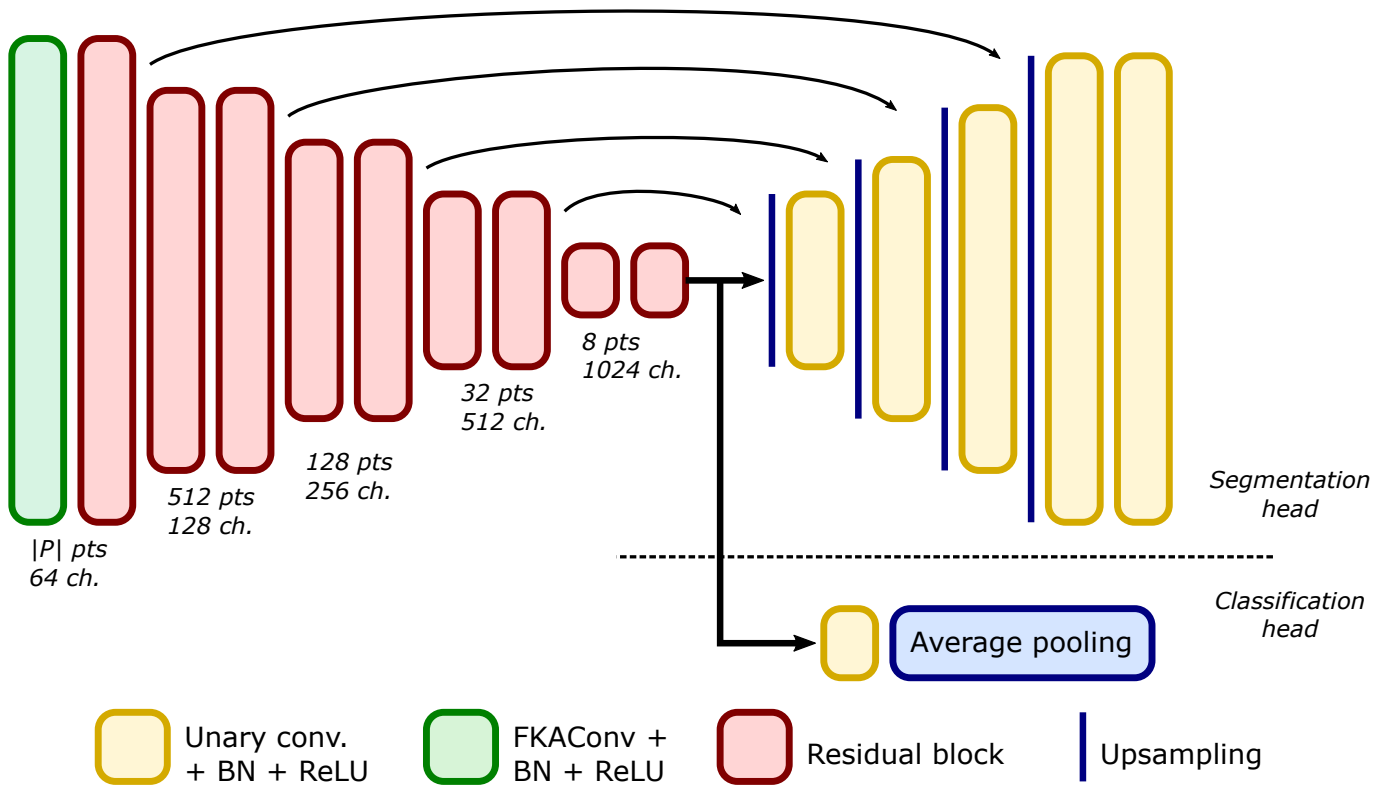 8 pts
1024 ch.
32 pts
512 ch.
128 pts
256 ch.
512 pts
128 ch.
|P| pts
64 ch.
Segmentation
head
Classification
head
Average pooling
Unary conv.
+ BN + ReLU
FKAConv +
BN + ReLU
Residual block
Upsampling